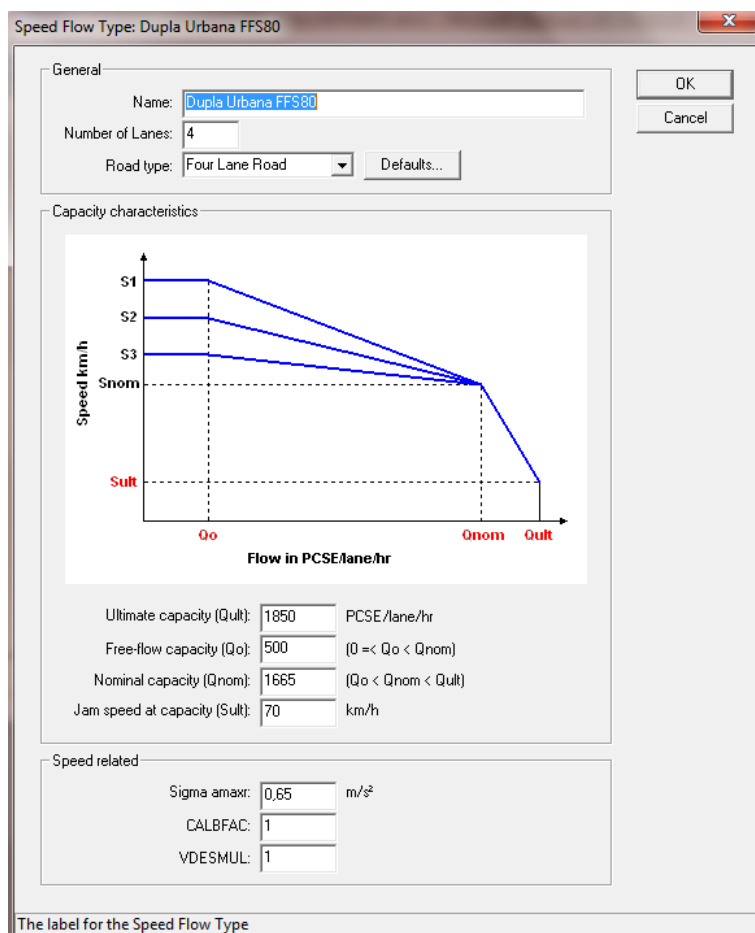 Speed Flow Type: Dupla Urbana FFS80
General
Name: Dupla Urbana FFS80
Number of Lanes: 4
Road type: Four Lane Road Defaults...
OK
Cancel
Capacity characteristics
S1
S2
S3
Snom
Sult
Speed km/h
Qo Qnom Qult
Flow in PCSE/lane/hr
Ultimate capacity (Qult): 1850 PCSE/lane/hr
Free-flow capacity (Qo): 500 (0 =< Qo < Qnom)
Nominal capacity (Qnom): 1665 (Qo < Qnom < Qult)
Jam speed at capacity (Sult): 70 km/h
Speed related
Sigma amaxr: 0,65 m/s²
CALBFAC: 1
VDESMUL: 1
The label for the Speed Flow Type